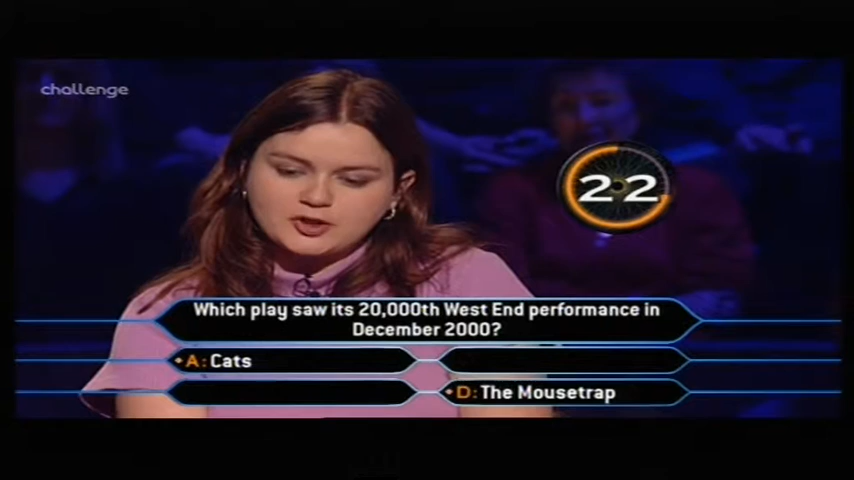 challenge
22
Which play saw its 20,000th West End performance in
December 2000?
A: Cats
D: The Mousetrap